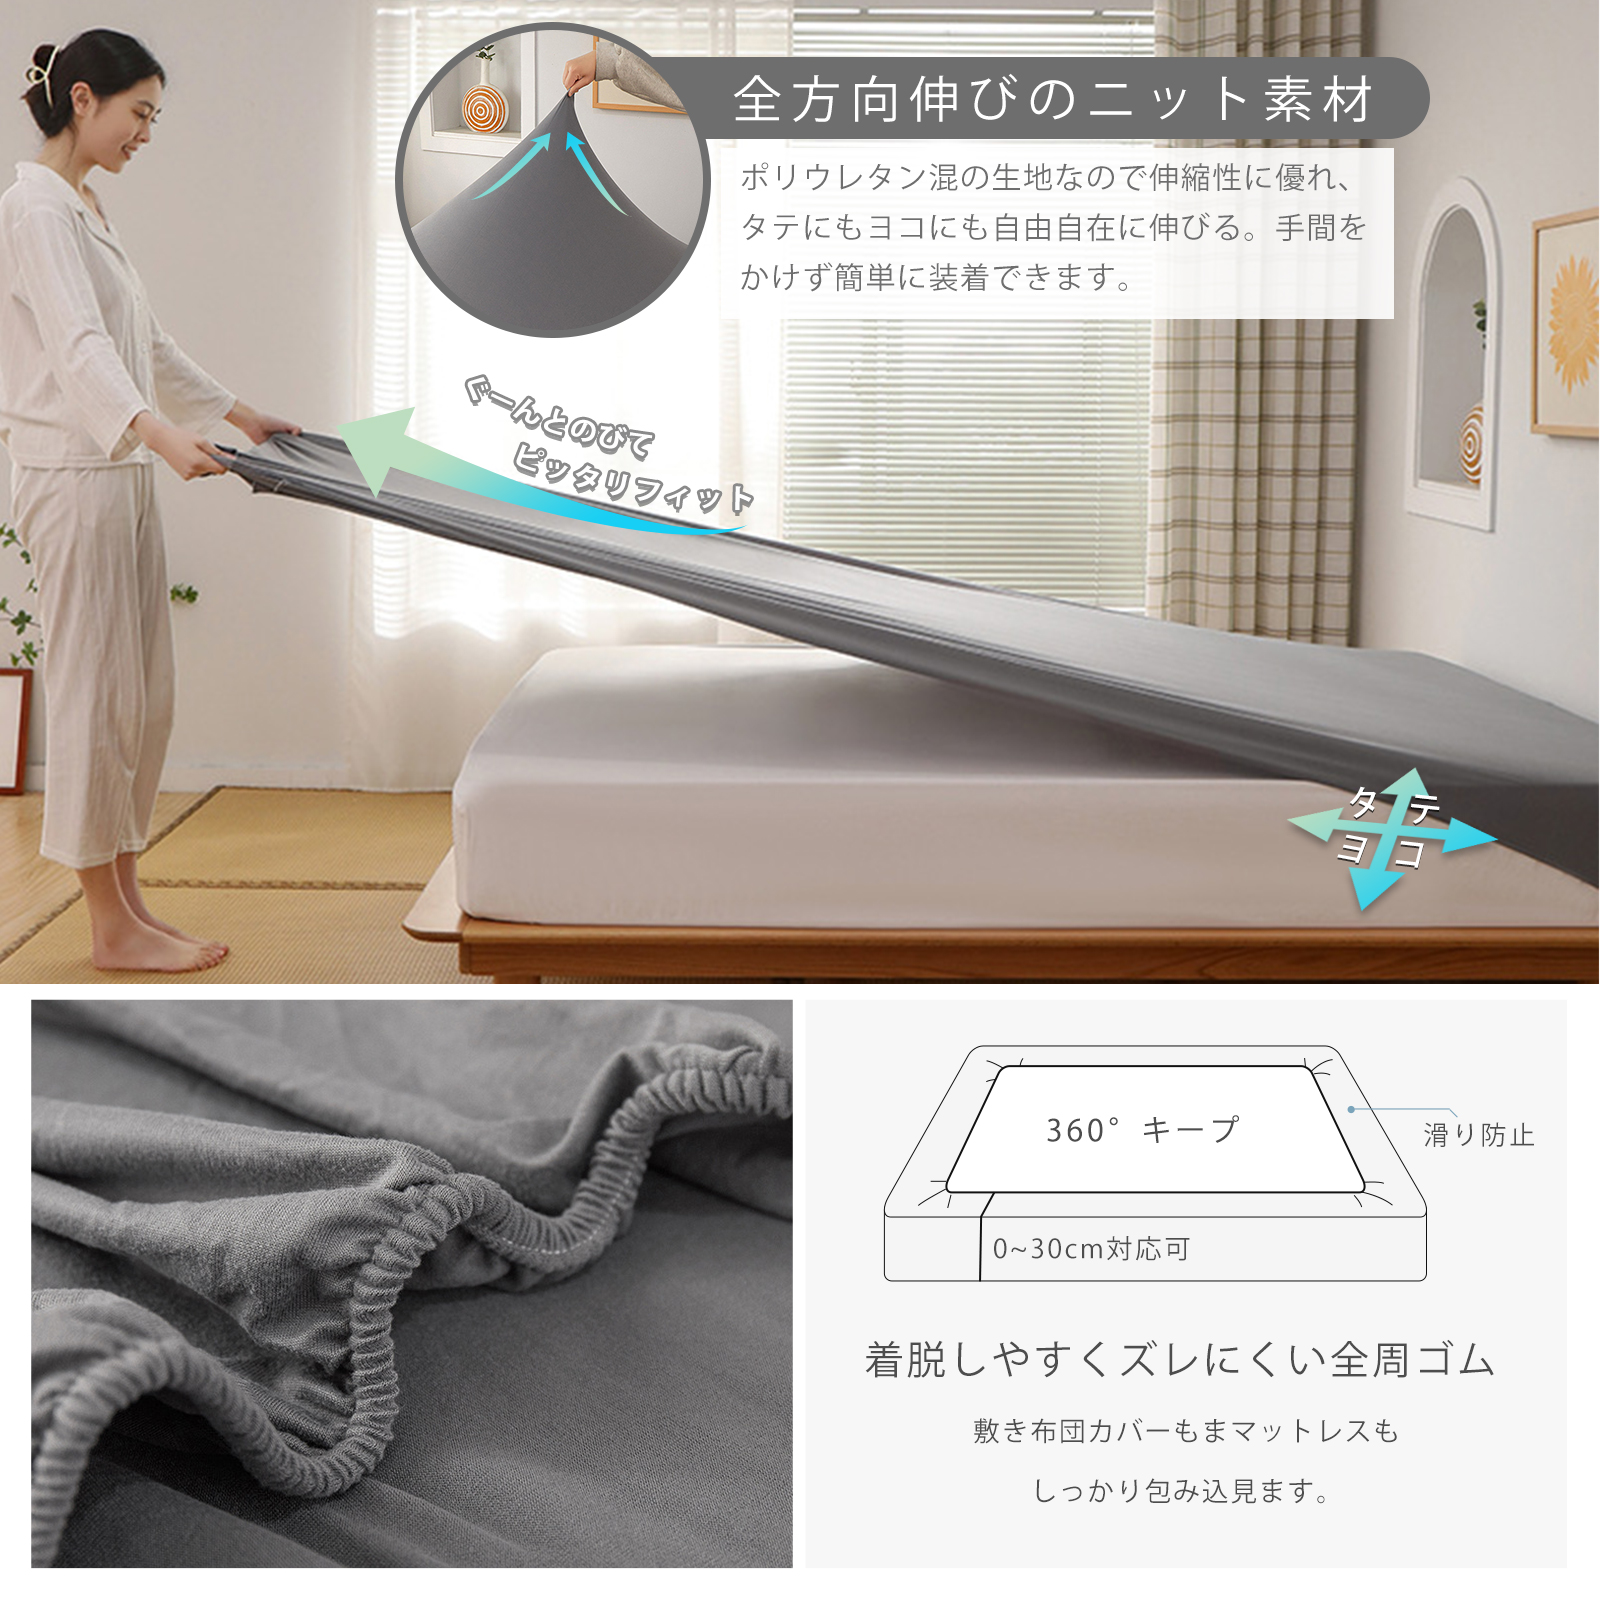 全方向伸びのニット素材
ポリウレタン混の生地なので伸縮性に優れ、
タテにもヨコにも自由自在に伸びる。手間を
かけず簡単に装着できます。
ぐーんとのびて
ピッタリフィット
タテ
ヨコ
360°キープ
滑り防止
0~30cm対応可
着脱しやすくズレにくい全周ゴム
敷き布団カバーもまマットレスも
しっかり包み込見ます。